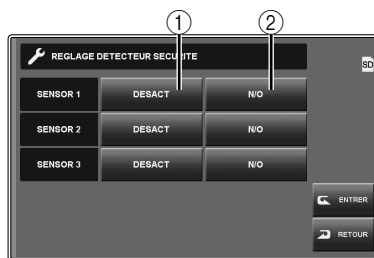 1 2
REGLAGE DETECTEUR SECURITE
SD
SENSOR 1 DESACT N/O
SENSOR 2 DESACT N/O
SENSOR 3 DESACT N/O
ENTRER
RETOUR